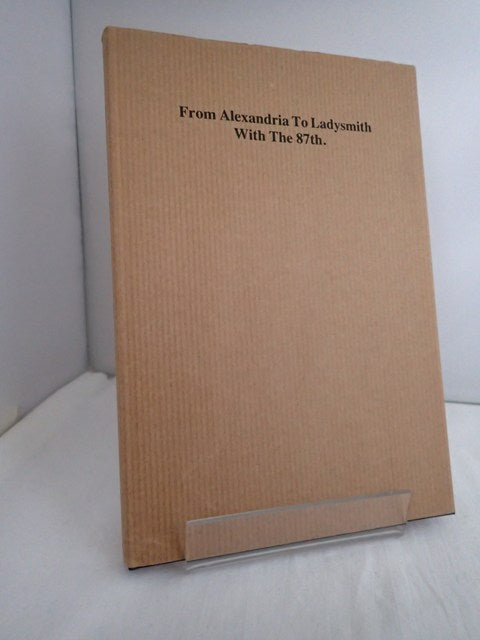 From Alexandria To Ladysmith
With The 87th.